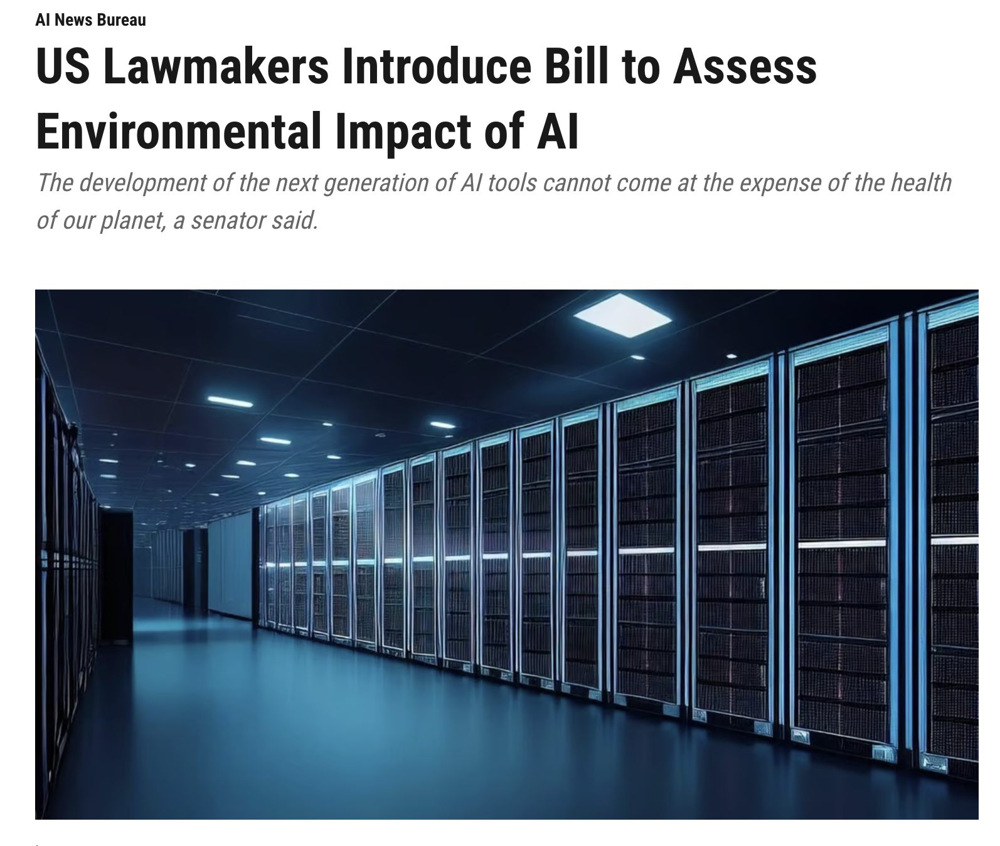 AI News Bureau
US Lawmakers Introduce Bill to Assess
Environmental Impact of AI
The development of the next generation of AI tools cannot come at the expense of the health
of our planet, a senator said.